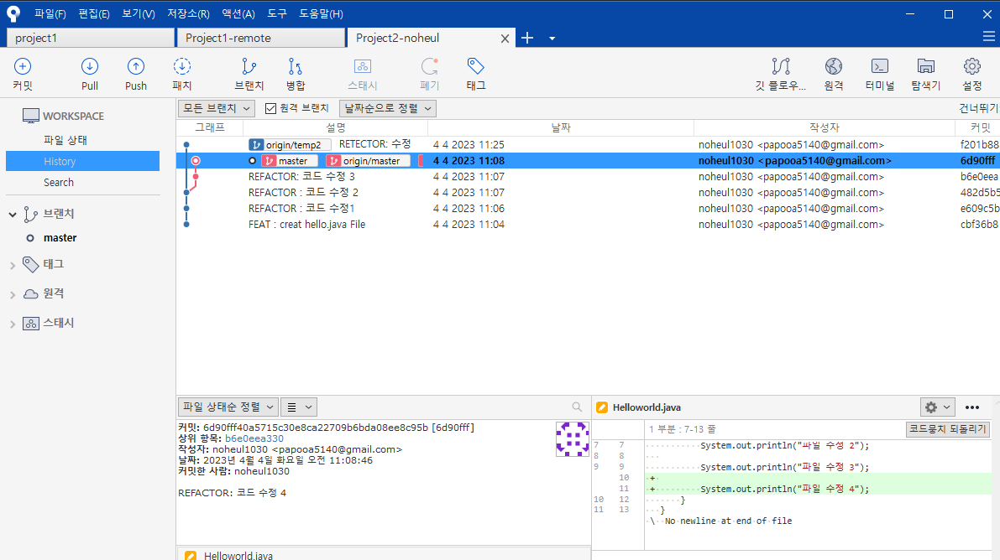 파일(F) 편집(E) 보기(V) 저장소(R) 액션(A) 도구 도움말(H)
project1 Project1-remote Project2-noheul
커밋 Pull Push 패치 브랜치 병합 스태시 폐기 태그 깃 플로우... 원격 터미널 탐색기 설정
WORKSPACE
파일 상태
History
Search
브랜치
master
태그
원격
스태시
모든 브랜치 원격 브랜치 날짜순으로 정렬 건너뛰기
그래프 설명 날짜 작성자 커밋
origin/temp2 RETECTOR: 수정 4 4 2023 11:25 noheul1030 <papooa5140@gmail.com> f201b88
master origin/master 4 4 2023 11:08 noheul1030 <papooa5140@gmail.com> 6d90fff
REFACTOR: 코드 수정 3 4 4 2023 11:07 noheul1030 <papooa5140@gmail.com> b6e0eea
REFACTOR : 코드 수정 2 4 4 2023 11:07 noheul1030 <papooa5140@gmail.com> 482d5b5
REFACTOR : 코드 수정1 4 4 2023 11:06 noheul1030 <papooa5140@gmail.com> e609c5b
FEAT : creat hello.java File 4 4 2023 11:04 noheul1030 <papooa5140@gmail.com> cbf36b8
파일 상태순 정렬
커밋: 6d90fff40a5715c30e8ca22709b6bda08ee8c95b [6d90fff]
상위 항목: b6e0eea330
작성자: noheul1030 <papooa5140@gmail.com>
날짜: 2023년 4월 4일 화요일 오전 11:08:46
커밋한 사람: noheul1030
REFACTOR: 코드 수정 4
Helloworld.java
Helloworld.java
1 부분 : 7-13 줄 코드뭉치 되돌리기
7 7 System.out.println("파일 수정 2");
8 8
9 9 System.out.println("파일 수정 3");
10 +
11 + System.out.println("파일 수정 4");
10 12 }
11 13 }
\ No newline at end of file